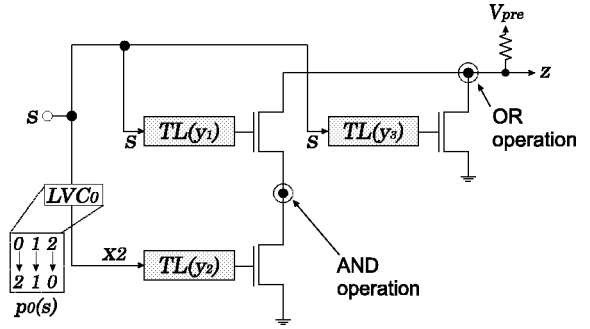 Vpre
z
OR
operation
s
s
TL(y1)
s
TL(y3)
LVC0
0 1 2
2 1 0
p0(s)
x2
TL(y2)
AND
operation